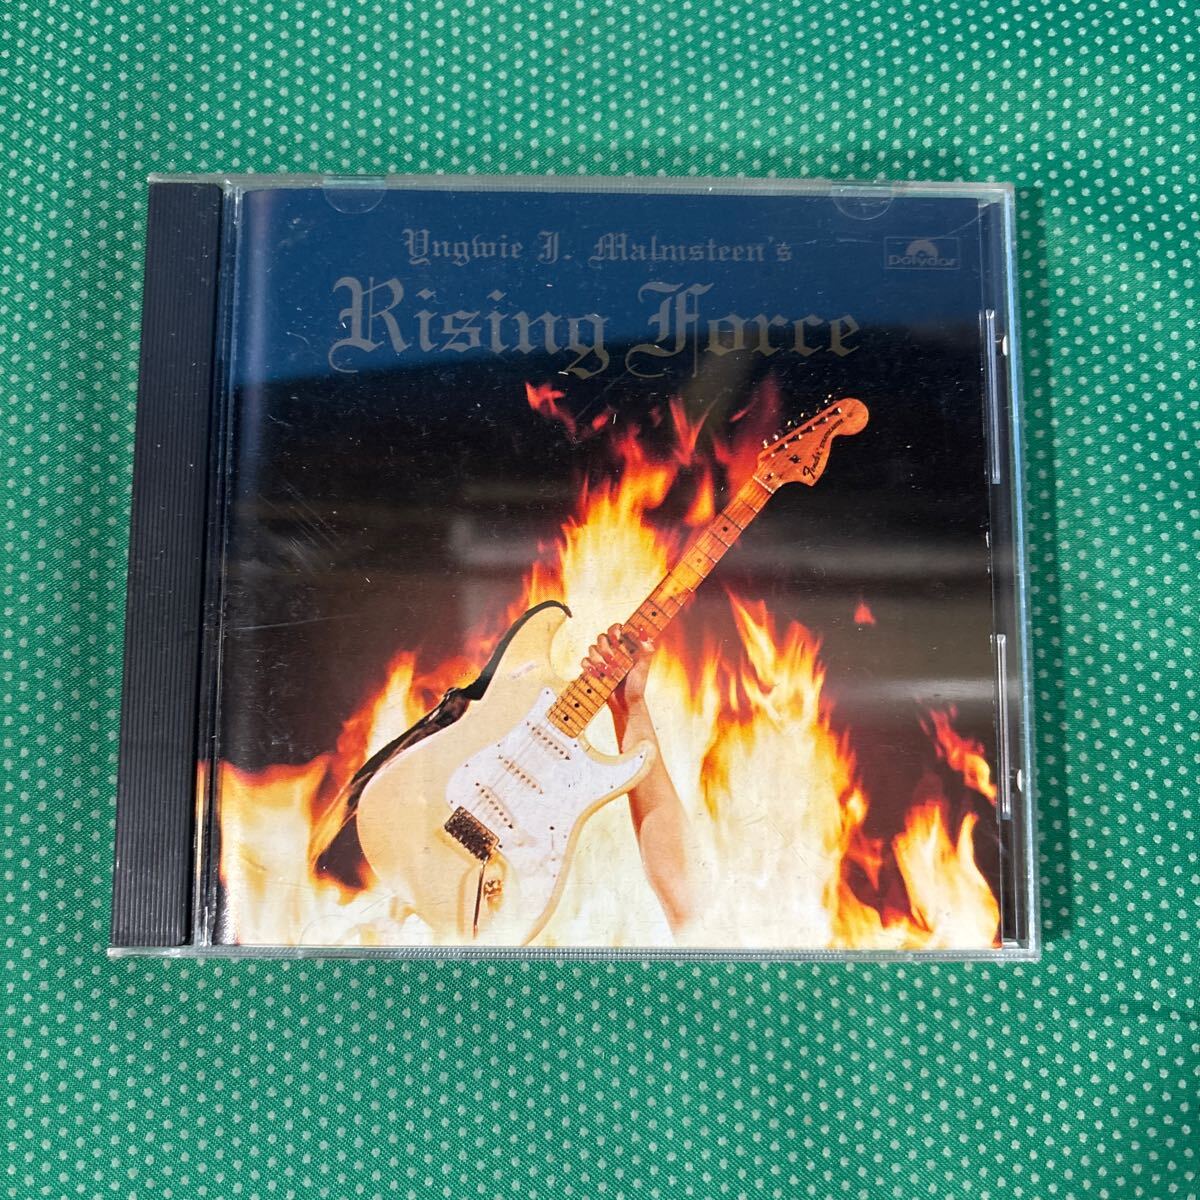 Yngwie J. Malmsteen's
Polydor
Rising Force
Fender